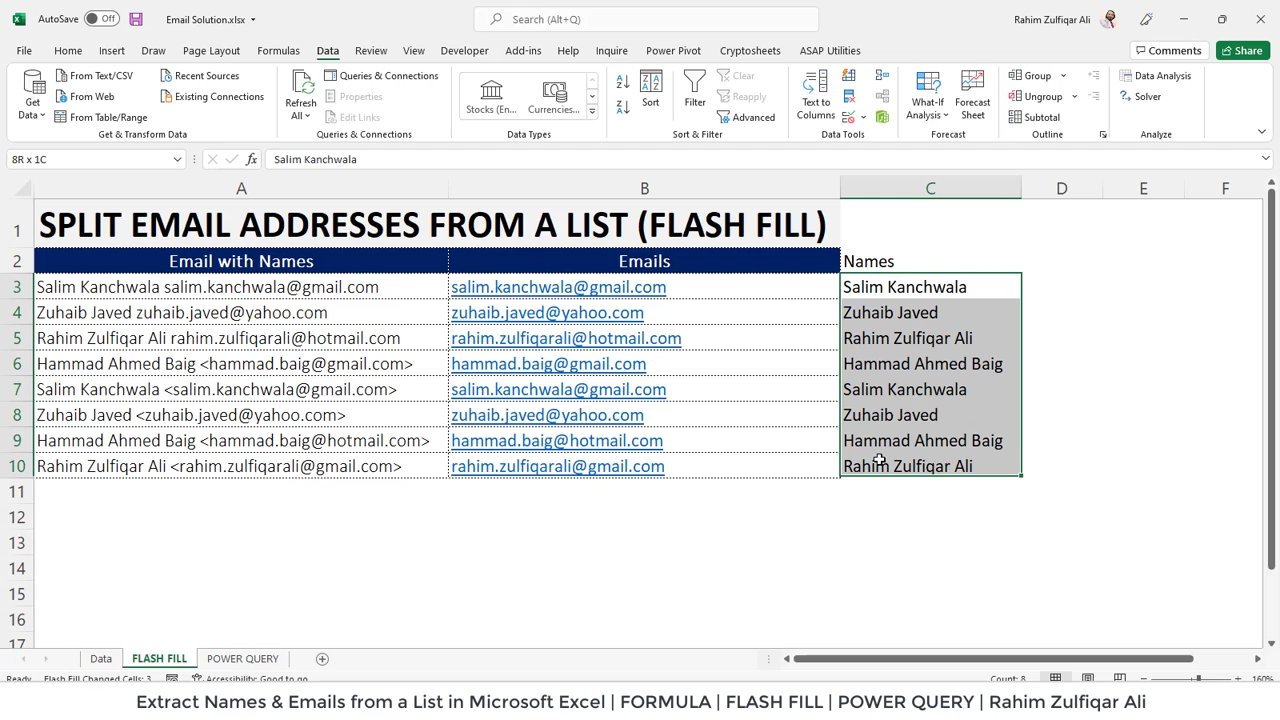 AutoSave Off Email Solution.xlsx Search (Alt+Q) Rahim Zulfiqar Ali
File Home Insert Draw Page Layout Formulas Data Review View Developer Add-ins Help Inquire Power Pivot Cryptosheets ASAP Utilities Comments Share
From Text/CSV Recent Sources Queries & Connections Clear Group Data Analysis
From Web Existing Connections Properties Reapply Ungroup Solver
From Table/Range Edit Links Advanced Subtotal
Get Data
Refresh All
Stocks (En... Currencies...
Sort Filter
Text to Columns
What-If Analysis
Forecast Sheet
Get & Transform Data Queries & Connections Data Types Sort & Filter Data Tools Forecast Outline Analyze
8R x 1C fx Salim Kanchwala
A B C D E F
1 SPLIT EMAIL ADDRESSES FROM A LIST (FLASH FILL)
2 Email with Names Emails Names
3 Salim Kanchwala salim.kanchwala@gmail.com salim.kanchwala@gmail.com Salim Kanchwala
4 Zuhaib Javed zuhaib.javed@yahoo.com zuhaib.javed@yahoo.com Zuhaib Javed
5 Rahim Zulfiqar Ali rahim.zulfiqarali@hotmail.com rahim.zulfiqarali@hotmail.com Rahim Zulfiqar Ali
6 Hammad Ahmed Baig <hammad.baig@gmail.com> hammad.baig@gmail.com Hammad Ahmed Baig
7 Salim Kanchwala <salim.kanchwala@gmail.com> salim.kanchwala@gmail.com Salim Kanchwala
8 Zuhaib Javed <zuhaib.javed@yahoo.com> zuhaib.javed@yahoo.com Zuhaib Javed
9 Hammad Ahmed Baig <hammad.baig@hotmail.com> hammad.baig@hotmail.com Hammad Ahmed Baig
10 Rahim Zulfiqar Ali <rahim.zulfiqarali@gmail.com> rahim.zulfiqarali@gmail.com Rahim Zulfiqar Ali
11
12
13
14
15
16
17
Data FLASH FILL POWER QUERY
Ready Flash Fill Changed Cells: 3 Accessibility: Good to go Count: 8 160%
Extract Names & Emails from a List in Microsoft Excel | FORMULA | FLASH FILL | POWER QUERY | Rahim Zulfiqar Ali